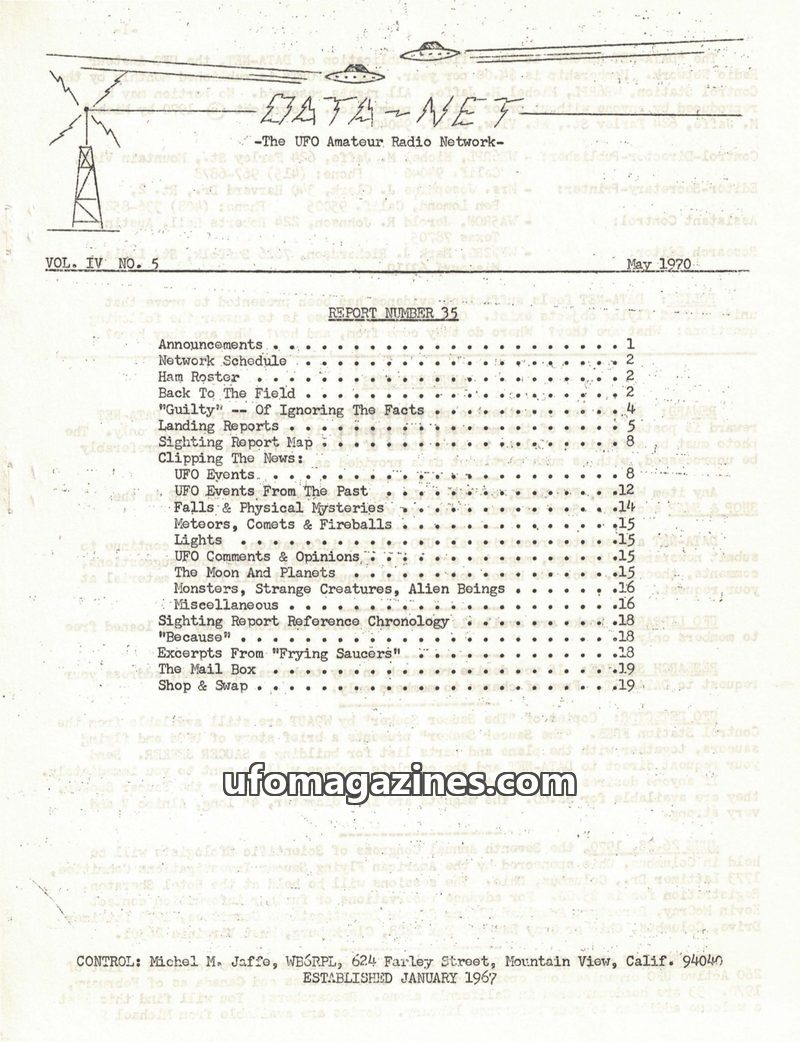 DATA-NET
-The UFO Amateur Radio Network-
VOL. IV NO. 5 May 1970
REPORT NUMBER 35
Announcements . . . . . . . . . . . . . . . . . . . . . 1
Network Schedule . . . . . . . . . . . . . . . . . . . . 2
Ham Roster . . . . . . . . . . . . . . . . . . . . . . 2
Back To The Field . . . . . . . . . . . . . . . . . . . 2
"Guilty" -- Of Ignoring The Facts . . . . . . . . . . . 4
Landing Reports . . . . . . . . . . . . . . . . . . . . 5
Sighting Report Map . . . . . . . . . . . . . . . . . . 8
Clipping The News:
UFO Events . . . . . . . . . . . . . . . . . . . . . 8
UFO Events From The Past . . . . . . . . . . . . . .12
Falls & Physical Mysteries . . . . . . . . . . . . .14
Meteors, Comets & Fireballs . . . . . . . . . . . . .15
Lights . . . . . . . . . . . . . . . . . . . . . . .15
UFO Comments & Opinions . . . . . . . . . . . . . . .15
The Moon And Planets . . . . . . . . . . . . . . . .15
Monsters, Strange Creatures, Alien Beings . . . . . . .16
Miscellaneous . . . . . . . . . . . . . . . . . . . .16
Sighting Report Reference Chronology . . . . . . . . .18
"Because" . . . . . . . . . . . . . . . . . . . . . . .18
Excerpts From "Frying Saucers" . . . . . . . . . . . .18
The Mail Box . . . . . . . . . . . . . . . . . . . . .19
Shop & Swap . . . . . . . . . . . . . . . . . . . . . .19
ufomagazines.com
CONTROL: Michel M. Jaffe, WB6RPL, 624 Farley Street, Mountain View, Calif. 94040
ESTABLISHED JANUARY 1967